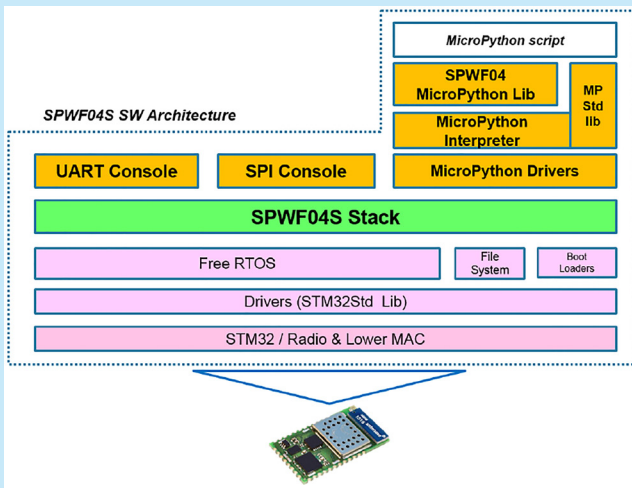 MicroPython script
SPWF04
MicroPython Lib
MP
Std
lib
SPWF04S SW Architecture
MicroPython
Interpreter
UART Console
SPI Console
MicroPython Drivers
SPWF04S Stack
Free RTOS
File
System
Boot
Loaders
Drivers (STM32Std Lib)
STM32 / Radio & Lower MAC